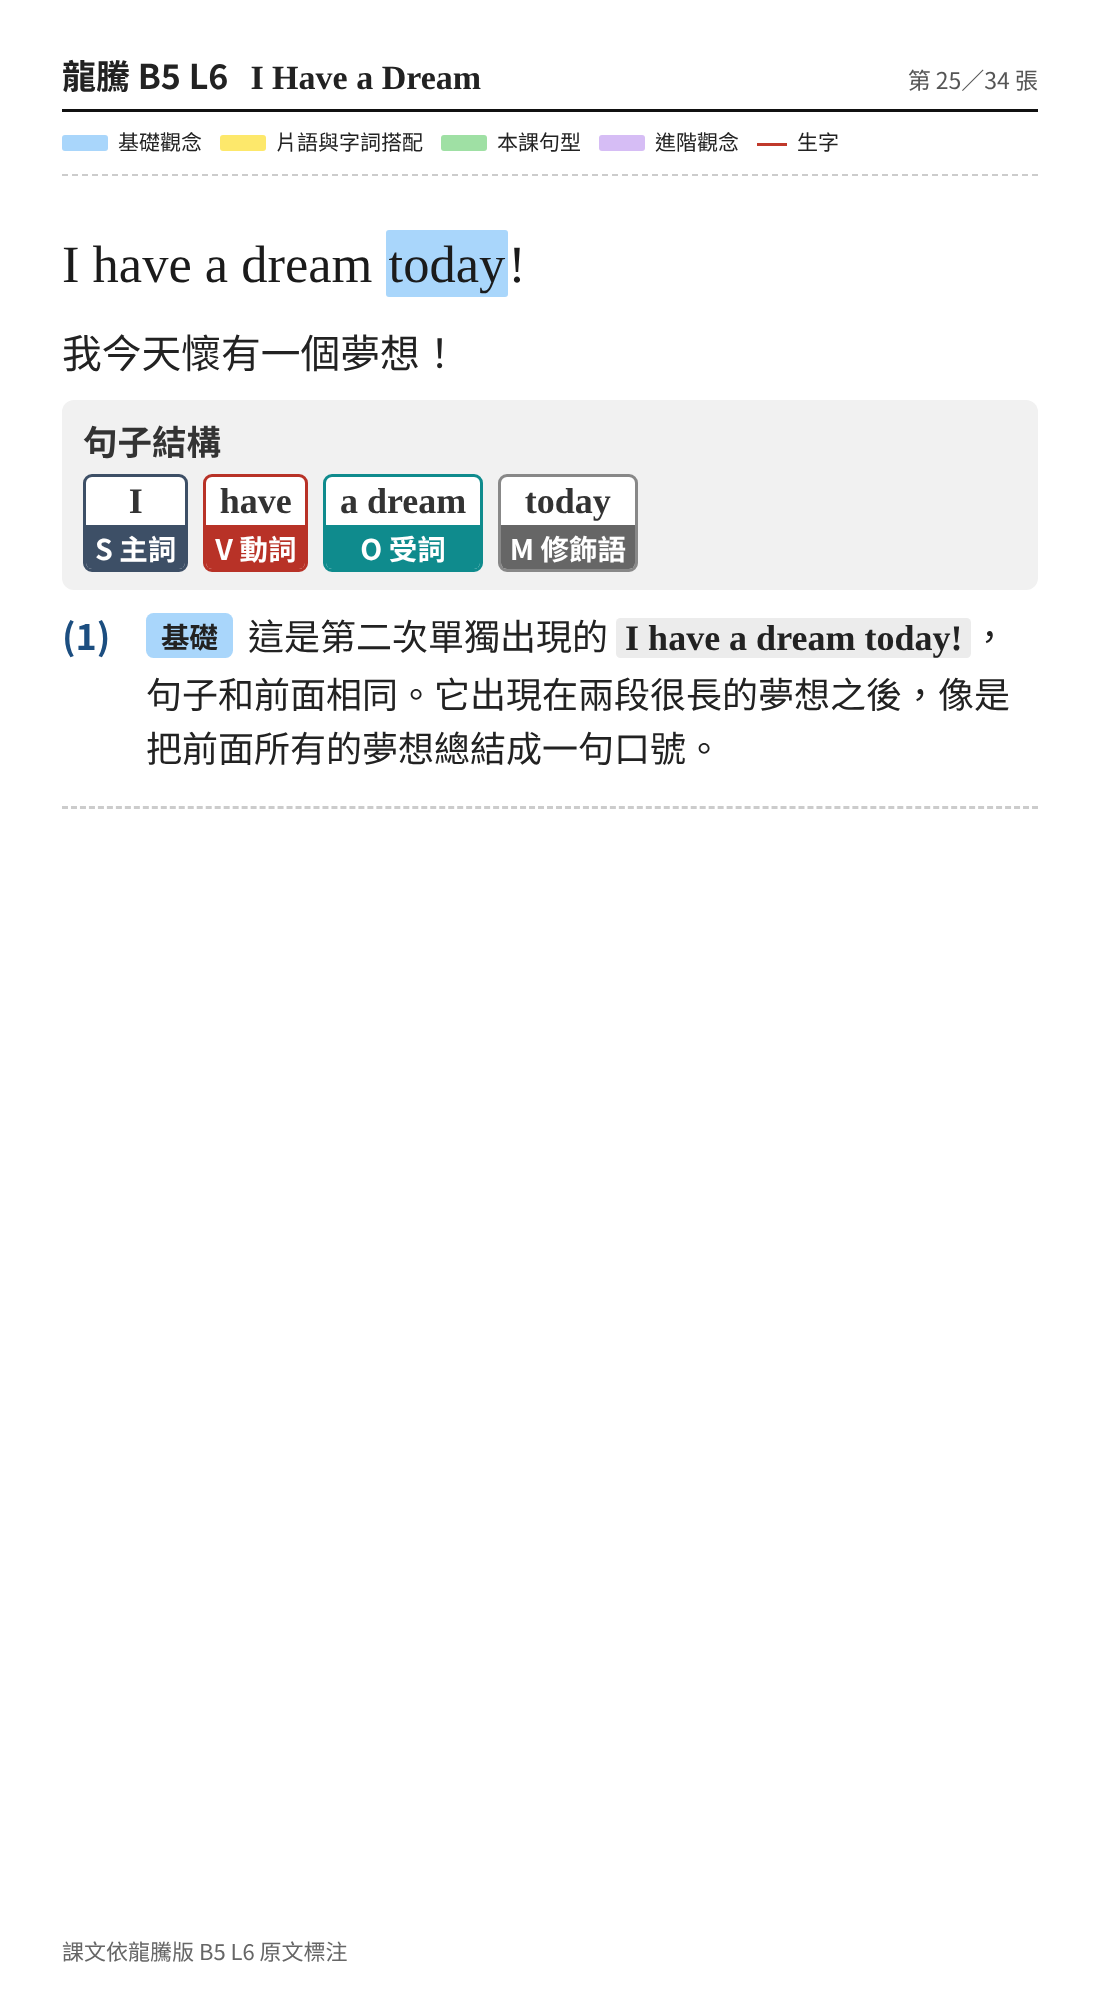 龍騰 B5 L6 I Have a Dream 第 25／34 張
基礎觀念 片語與字詞搭配 本課句型 進階觀念 生字
I have a dream today!
我今天懷有一個夢想！
句子結構
I have a dream today
S 主詞 V 動詞 O 受詞 M 修飾語
(1) 基礎 這是第二次單獨出現的 I have a dream today! ，
句子和前面相同。它出現在兩段很長的夢想之後，像是
把前面所有的夢想總結成一句口號。
課文依龍騰版 B5 L6 原文標注